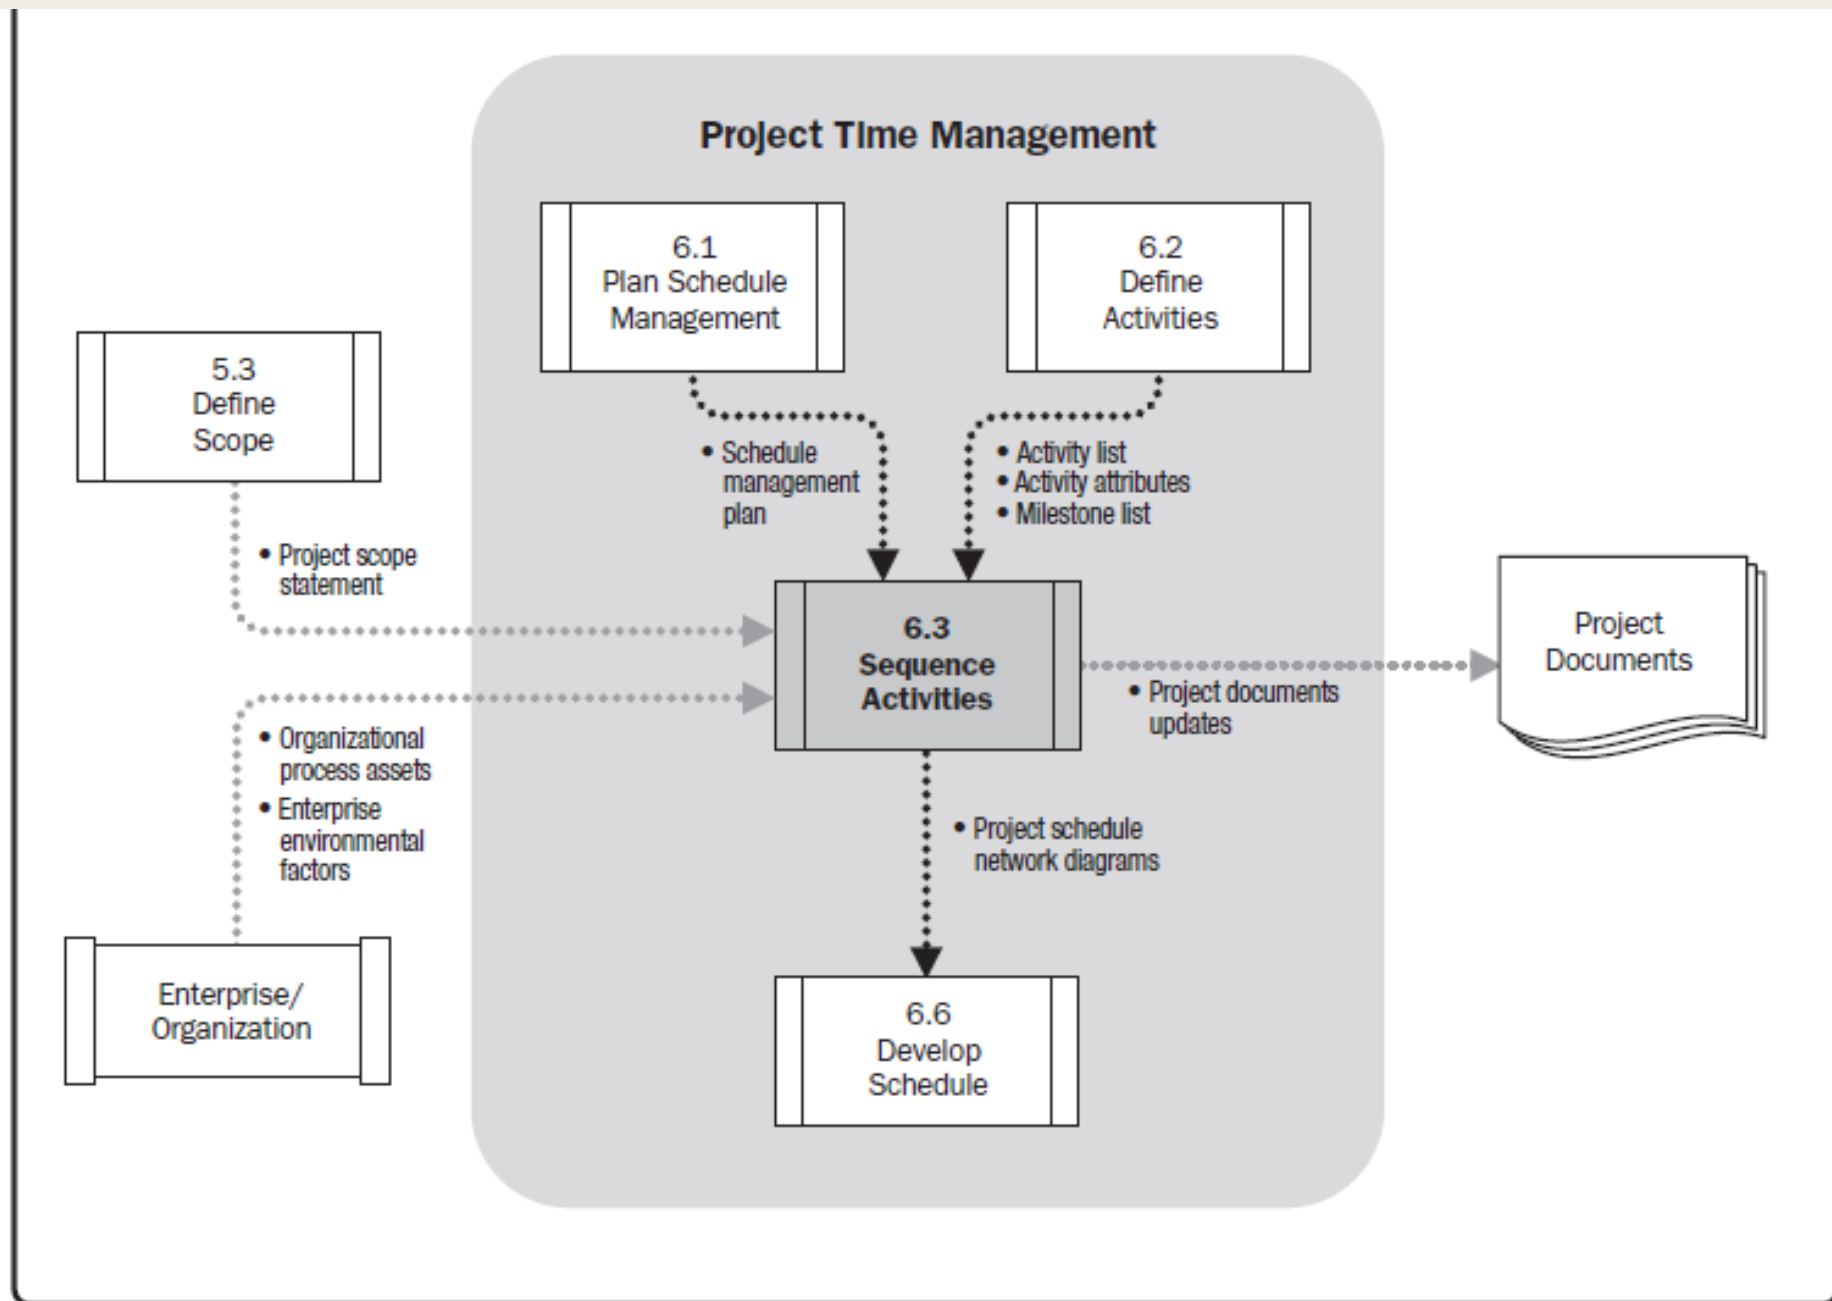 Project Time Management
6.1
Plan Schedule
Management
6.2
Define
Activities
5.3
Define
Scope
• Schedule
management
plan
• Activity list
• Activity attributes
• Milestone list
• Project scope
statement
6.3
Sequence
Activities
Project
Documents
• Project documents
updates
• Organizational
process assets
• Enterprise
environmental
factors
• Project schedule
network diagrams
Enterprise/
Organization
6.6
Develop
Schedule